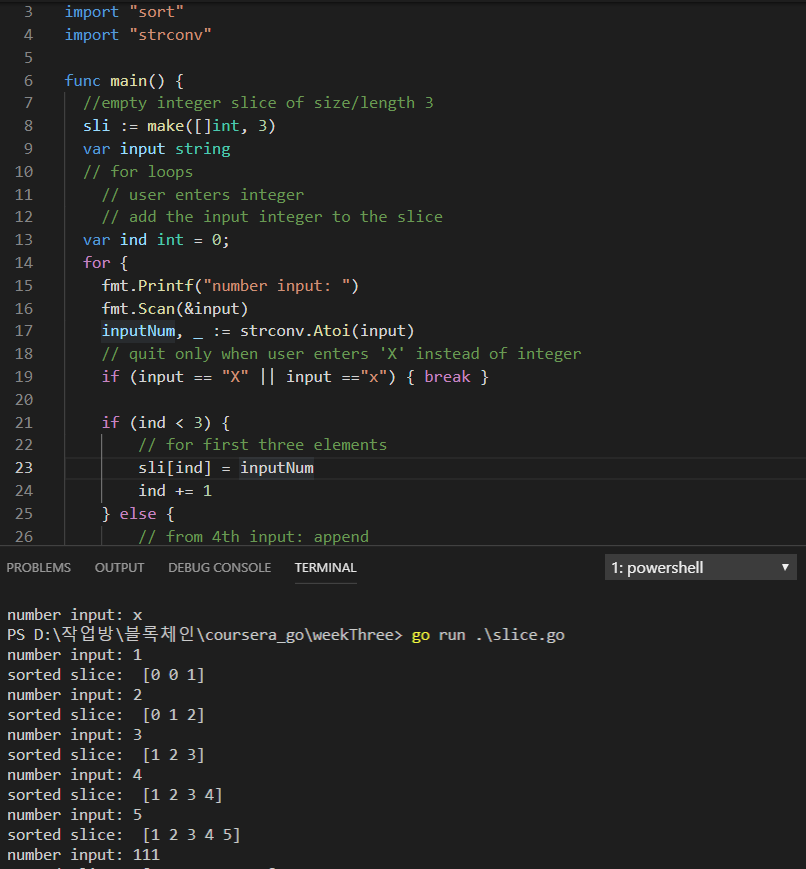 3 import "sort"
4 import "strconv"
5
6 func main() {
7 //empty integer slice of size/length 3
8 sli := make([]int, 3)
9 var input string
10 // for loops
11 // user enters integer
12 // add the input integer to the slice
13 var ind int = 0;
14 for {
15 fmt.Printf("number input: ")
16 fmt.Scan(&input)
17 inputNum, _ := strconv.Atoi(input)
18 // quit only when user enters 'X' instead of integer
19 if (input == "X" || input =="x") { break }
20
21 if (ind < 3) {
22 // for first three elements
23 sli[ind] = inputNum
24 ind += 1
25 } else {
26 // from 4th input: append
PROBLEMS OUTPUT DEBUG CONSOLE TERMINAL 1: powershell
number input: x
PS D:\작업방\블록체인\coursera_go\weekThree> go run .\slice.go
number input: 1
sorted slice:  [0 0 1]
number input: 2
sorted slice:  [0 1 2]
number input: 3
sorted slice:  [1 2 3]
number input: 4
sorted slice:  [1 2 3 4]
number input: 5
sorted slice:  [1 2 3 4 5]
number input: 111